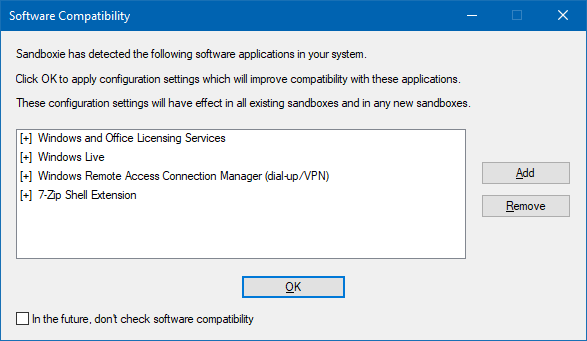 Software Compatibility
Sandboxie has detected the following software applications in your system.
Click OK to apply configuration settings which will improve compatibility with these applications.
These configuration settings will have effect in all existing sandboxes and in any new sandboxes.
[+] Windows and Office Licensing Services
[+] Windows Live
[+] Windows Remote Access Connection Manager (dial-up/VPN)
[+] 7-Zip Shell Extension
Add
Remove
OK
In the future, don't check software compatibility